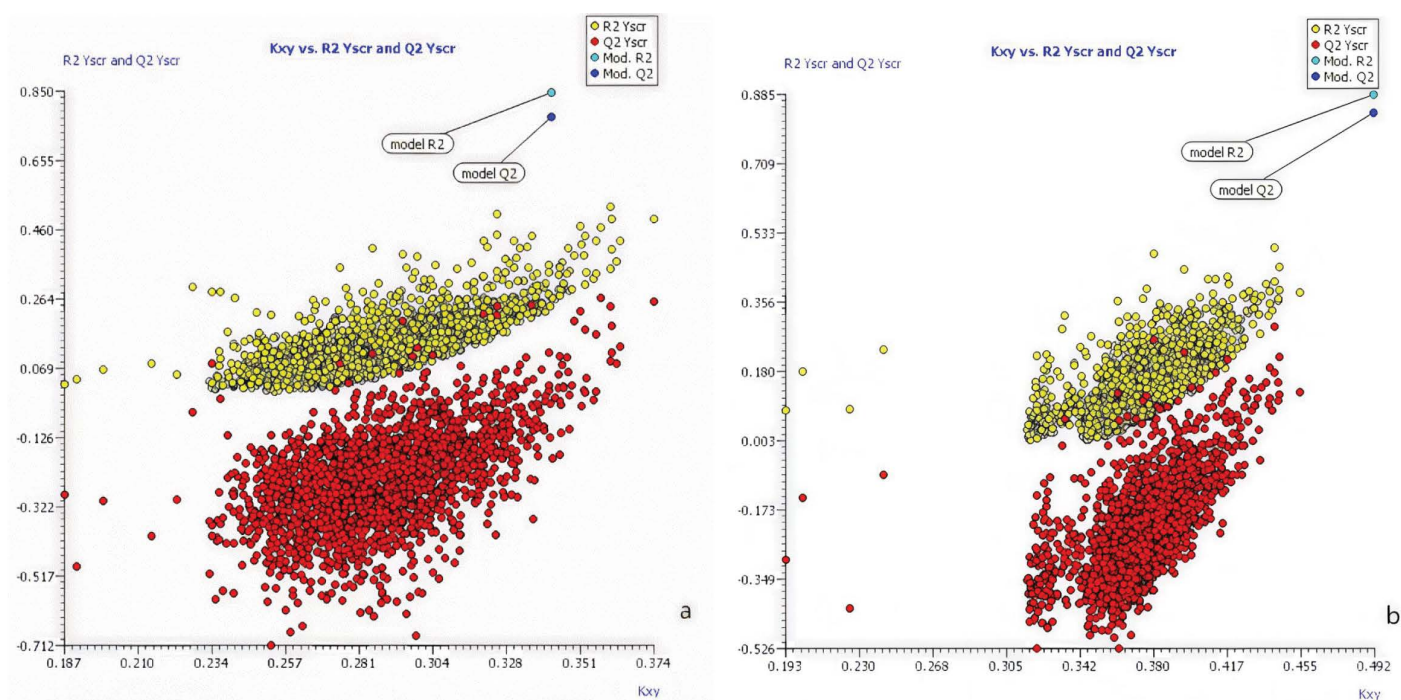 Kxy vs. R2 Yscr and Q2 Yscr
R2 Yscr and Q2 Yscr
R2 Yscr
Q2 Yscr
Mod. R2
Mod. Q2
0.850
model R2
model Q2
0.655
0.460
0.264
0.069
-0.126
-0.322
-0.517
-0.712
a
0.187 0.210 0.234 0.257 0.281 0.304 0.328 0.351 0.374
Kxy
Kxy vs. R2 Yscr and Q2 Yscr
R2 Yscr and Q2 Yscr
R2 Yscr
Q2 Yscr
Mod. R2
Mod. Q2
0.885
model R2
0.709
model Q2
0.533
0.356
0.180
0.003
-0.173
-0.349
-0.526
b
0.193 0.230 0.268 0.305 0.342 0.380 0.417 0.455 0.492
Kxy